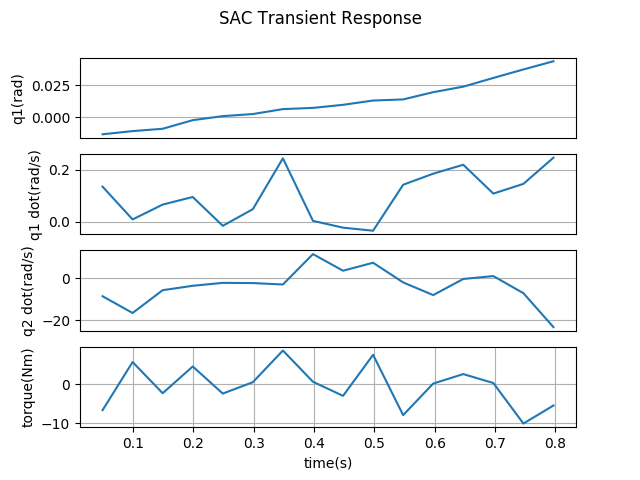 SAC Transient Response
q1(rad)
0.025
0.000
q1 dot(rad/s)
0.2
0.0
q2 dot(rad/s)
0
−20
torque(Nm)
0
−10
0.1 0.2 0.3 0.4 0.5 0.6 0.7 0.8
time(s)